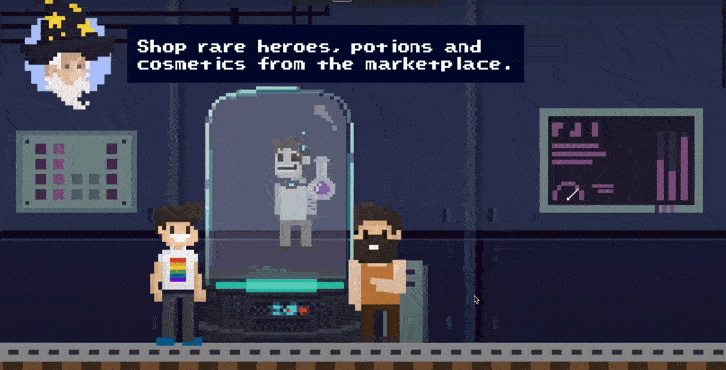 Shop rare heroes, potions and
cosmetics from the marketplace.